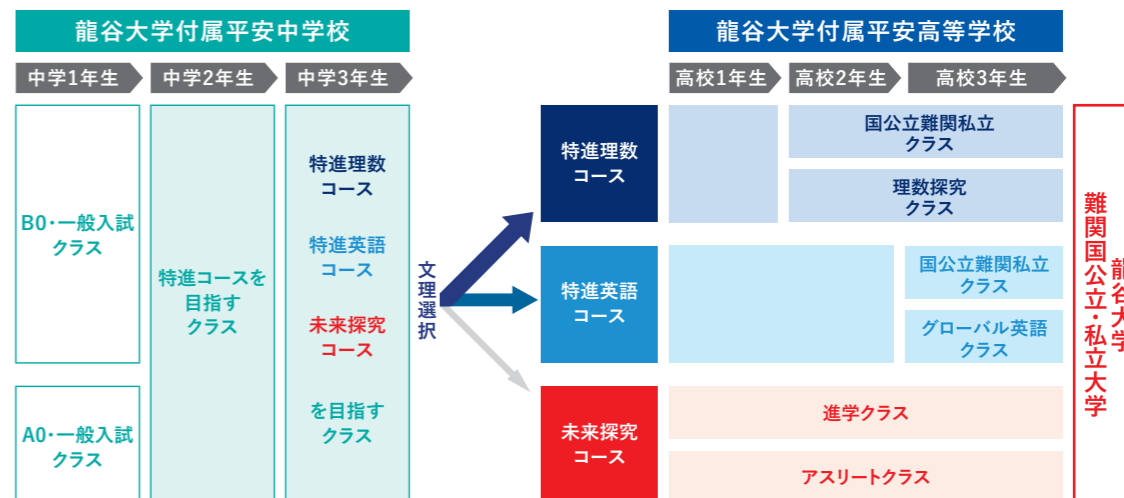 龍谷大学付属平安中学校
中学1年生
中学2年生
中学3年生
B0・一般入試
クラス
A0・一般入試
クラス
特進コースを
目指す
クラス
特進理数
コース
特進英語
コース
未来探究
コース
を目指す
クラス
文理選択
龍谷大学付属平安高等学校
高校1年生
高校2年生
高校3年生
特進理数
コース
国公立難関私立
クラス
理数探究
クラス
特進英語
コース
国公立難関私立
クラス
グローバル英語
クラス
未来探究
コース
進学クラス
アスリートクラス
龍谷大学
難関国公立・私立大学